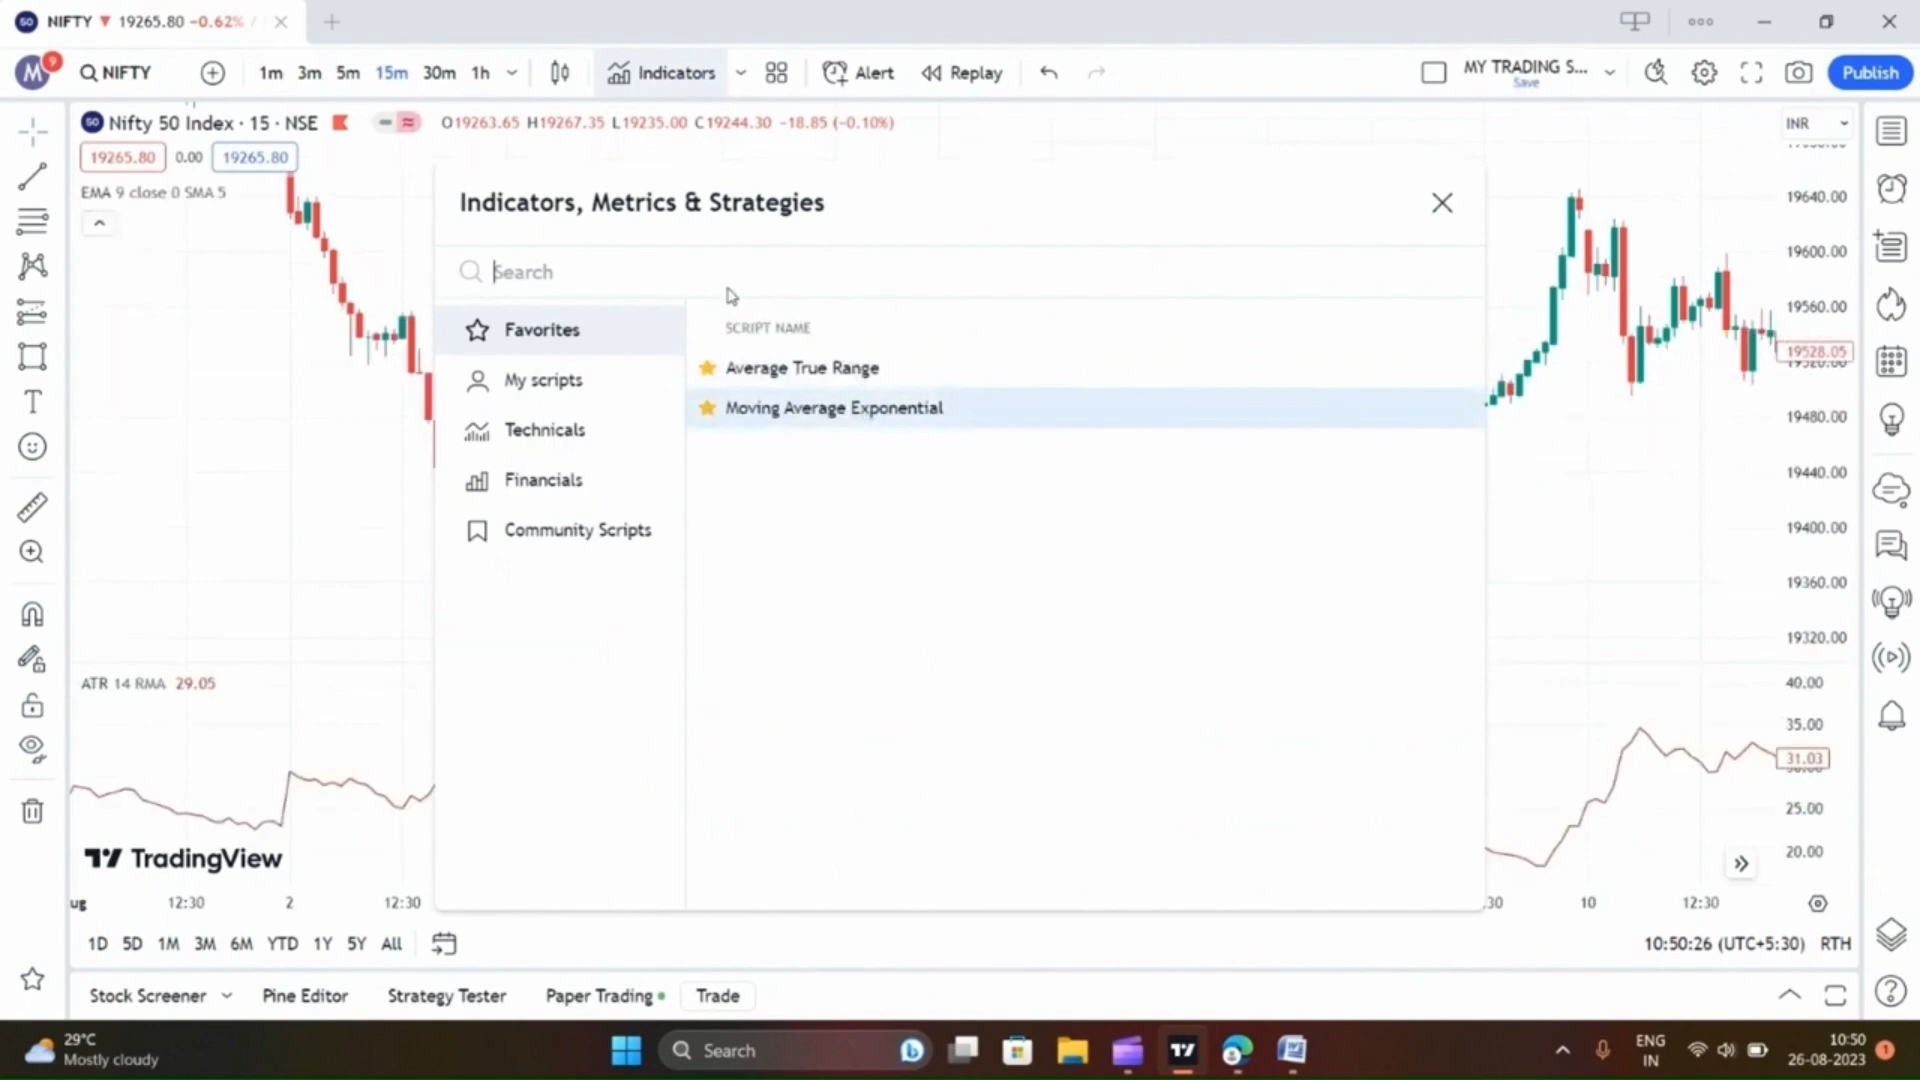 NIFTY ▼ 19265.80 -0.62% /
M 9 NIFTY 1m 3m 5m 15m 30m 1h Indicators Alert Replay MY TRADING S... Save Publish
50 Nifty 50 Index · 15 · NSE O19263.65 H19267.35 L19235.00 C19244.30 -18.85 (-0.10%) INR
19265.80 0.00 19265.80
EMA 9 close 0 SMA 5
Indicators, Metrics & Strategies
Search
Favorites
My scripts
Technicals
Financials
Community Scripts
SCRIPT NAME
Average True Range
Moving Average Exponential
19640.00
19600.00
19560.00
19528.05
19480.00
19440.00
19400.00
19360.00
19320.00
ATR 14 RMA 29.05
40.00
35.00
31.03
25.00
20.00
TradingView
ug 12:30 2 12:30 :30 10 12:30
1D 5D 1M 3M 6M YTD 1Y 5Y All 10:50:26 (UTC+5:30) RTH
Stock Screener Pine Editor Strategy Tester Paper Trading Trade
29°C
Mostly cloudy
Search
ENG
IN
10:50
26-08-2023
1